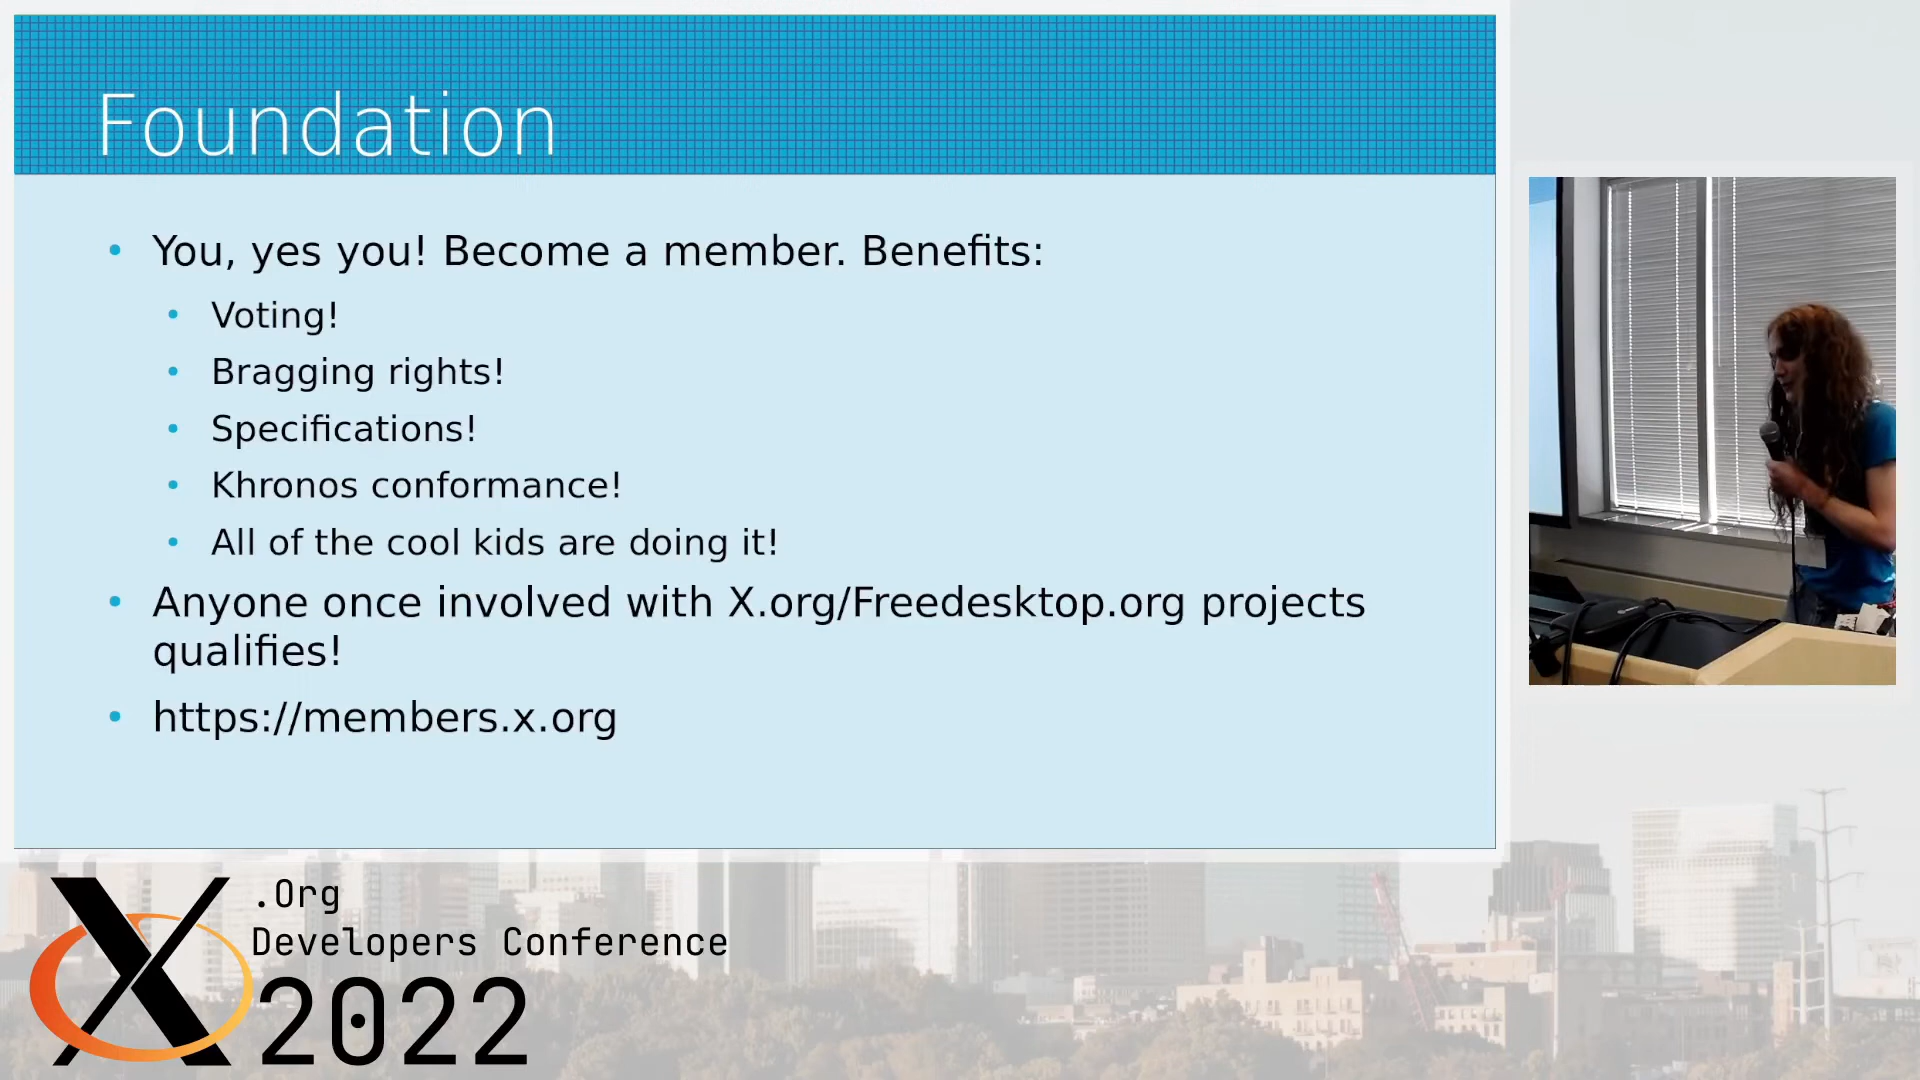 Foundation
You, yes you! Become a member. Benefits:
Voting!
Bragging rights!
Specifications!
Khronos conformance!
All of the cool kids are doing it!
Anyone once involved with X.org/Freedesktop.org projects
qualifies!
https://members.x.org
X .Org
Developers Conference
2022